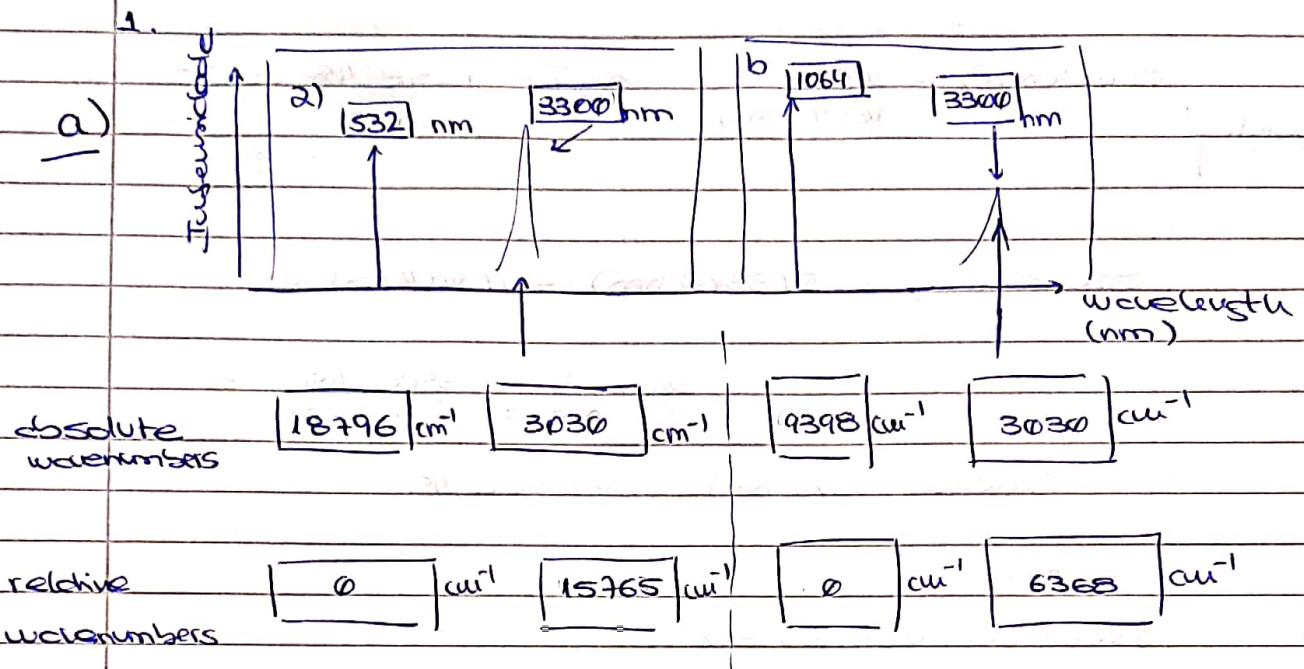 1.
a)
Intensidade
2)
532 nm
3300 nm
b
1064
3300 nm
wavelength
(nm)
absolute
wavenumbers
18796 cm⁻¹
3030 cm⁻¹
9398 cm⁻¹
3030 cm⁻¹
relative
wavenumbers
0 cm⁻¹
15765 cm⁻¹
0 cm⁻¹
6368 cm⁻¹